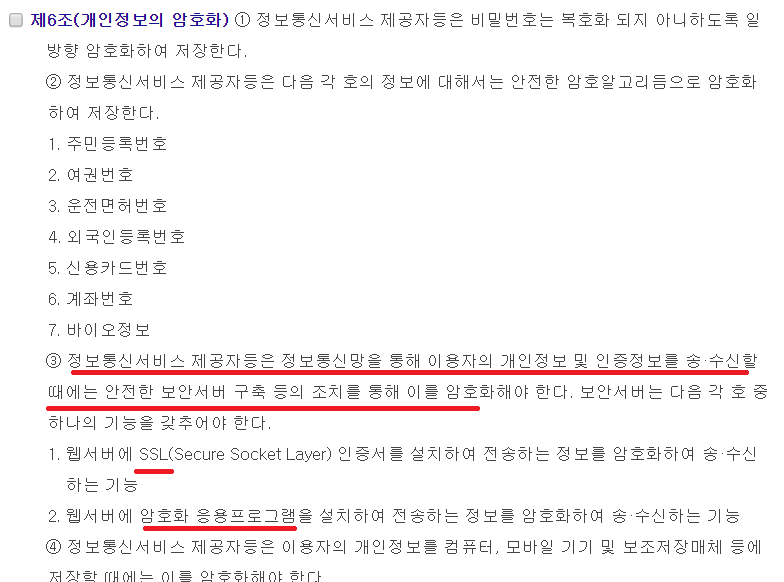 제6조(개인정보의 암호화) ① 정보통신서비스 제공자등은 비밀번호는 복호화 되지 아니하도록 일
방향 암호화하여 저장한다.
② 정보통신서비스 제공자등은 다음 각 호의 정보에 대해서는 안전한 암호알고리듬으로 암호화
하여 저장한다.
1. 주민등록번호
2. 여권번호
3. 운전면허번호
4. 외국인등록번호
5. 신용카드번호
6. 계좌번호
7. 바이오정보
③ 정보통신서비스 제공자등은 정보통신망을 통해 이용자의 개인정보 및 인증정보를 송·수신할
때에는 안전한 보안서버 구축 등의 조치를 통해 이를 암호화해야 한다. 보안서버는 다음 각 호 중
하나의 기능을 갖추어야 한다.
1. 웹서버에 SSL(Secure Socket Layer) 인증서를 설치하여 전송하는 정보를 암호화하여 송·수신
하는 기능
2. 웹서버에 암호화 응용프로그램을 설치하여 전송하는 정보를 암호화하여 송·수신하는 기능
④ 정보통신서비스 제공자등은 이용자의 개인정보를 컴퓨터, 모바일 기기 및 보조저장매체 등에
저장할 때에는 이를 암호화해야 한다.